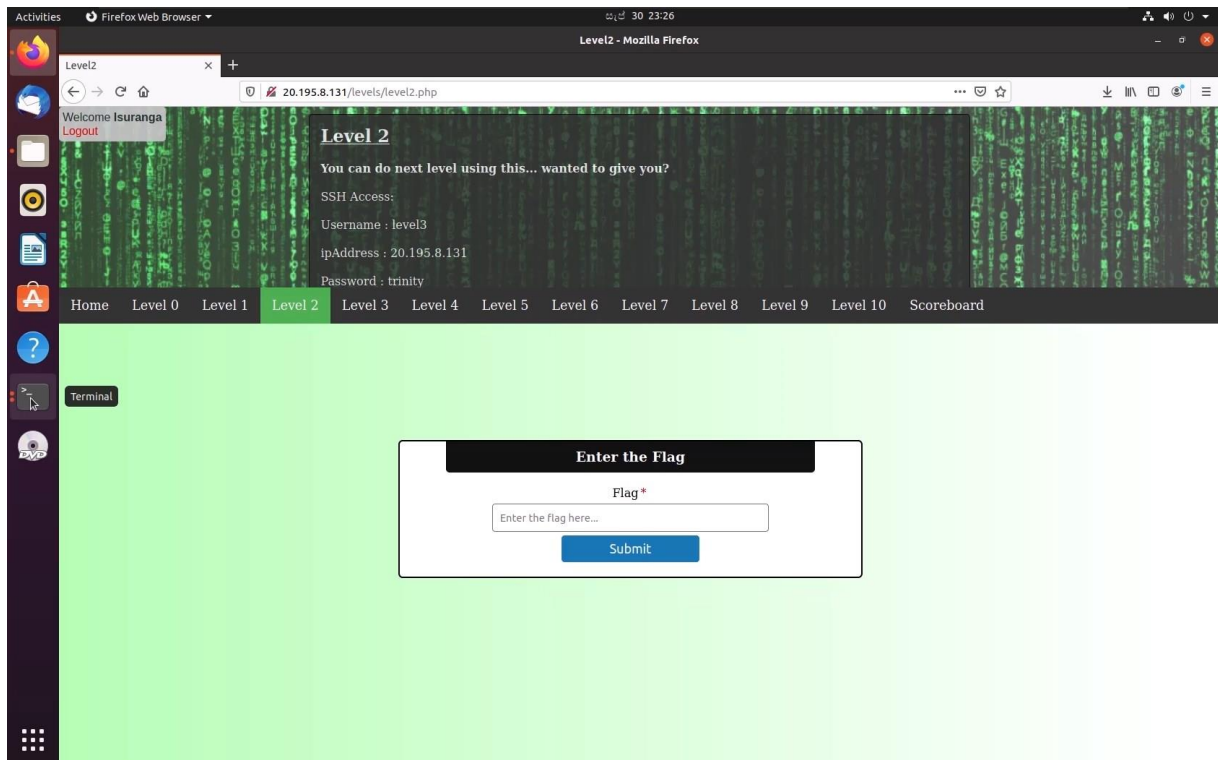 Activities Firefox Web Browser සැප් 30 23:26
Level2 - Mozilla Firefox
Level2
20.195.8.131/levels/level2.php
Welcome Isuranga
Logout
Level 2
You can do next level using this... wanted to give you?
SSH Access:
Username : level3
ipAddress : 20.195.8.131
Password : trinity
Home Level 0 Level 1 Level 2 Level 3 Level 4 Level 5 Level 6 Level 7 Level 8 Level 9 Level 10 Scoreboard
Terminal
Enter the Flag
Flag *
Enter the flag here...
Submit